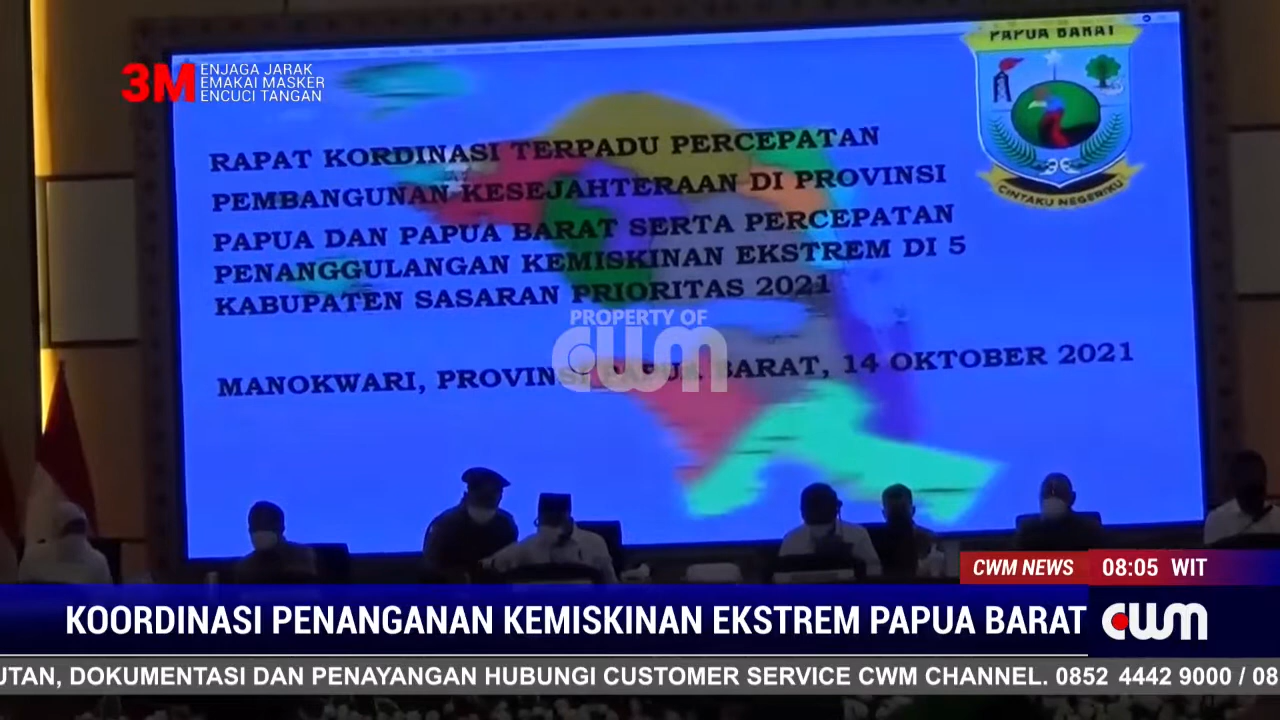 3M ENJAGA JARAK
EMAKAI MASKER
ENCUCI TANGAN
PAPUA BARAT
CINTAKU NEGERIKU
RAPAT KORDINASI TERPADU PERCEPATAN
PEMBANGUNAN KESEJAHTERAAN DI PROVINSI
PAPUA DAN PAPUA BARAT SERTA PERCEPATAN
PENANGGULANGAN KEMISKINAN EKSTREM DI 5
KABUPATEN SASARAN PRIORITAS 2021
PROPERTY OF
CWM
MANOKWARI, PROVINSI PAPUA BARAT, 14 OKTOBER 2021
CWM NEWS 08:05 WIT
KOORDINASI PENANGANAN KEMISKINAN EKSTREM PAPUA BARAT CWM
UTAN, DOKUMENTASI DAN PENAYANGAN HUBUNGI CUSTOMER SERVICE CWM CHANNEL. 0852 4442 9000 / 08